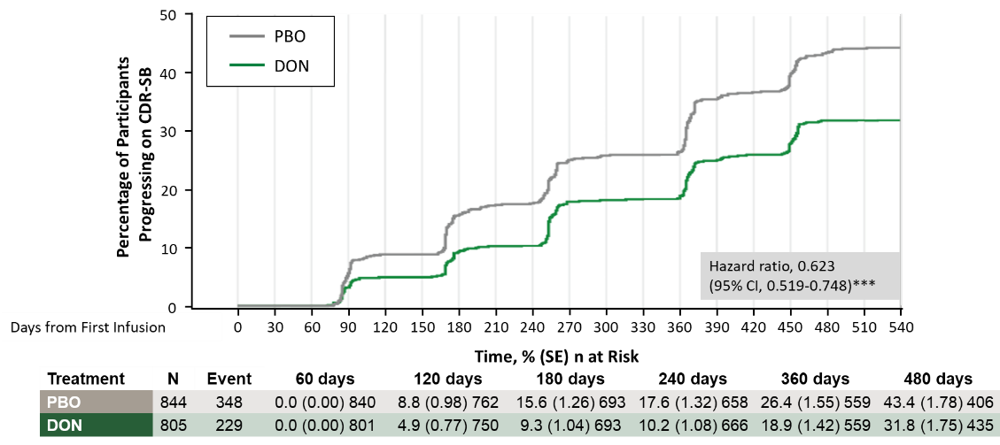 50
40
30
20
10
0
Percentage of Participants
Progressing on CDR-SB
PBO
DON
Hazard ratio, 0.623
(95% CI, 0.519-0.748)***
Days from First Infusion 0 30 60 90 120 150 180 210 240 270 300 330 360 390 420 450 480 510 540
Time, % (SE) n at Risk
Treatment N Event 60 days 120 days 180 days 240 days 360 days 480 days
PBO 844 348 0.0 (0.00) 840 8.8 (0.98) 762 15.6 (1.26) 693 17.6 (1.32) 658 26.4 (1.55) 559 43.4 (1.78) 406
DON 805 229 0.0 (0.00) 801 4.9 (0.77) 750 9.3 (1.04) 693 10.2 (1.08) 666 18.9 (1.42) 559 31.8 (1.75) 435